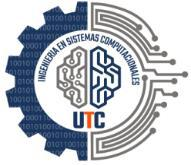 INGENIERÍA EN SISTEMAS COMPUTACIONALES
UTC